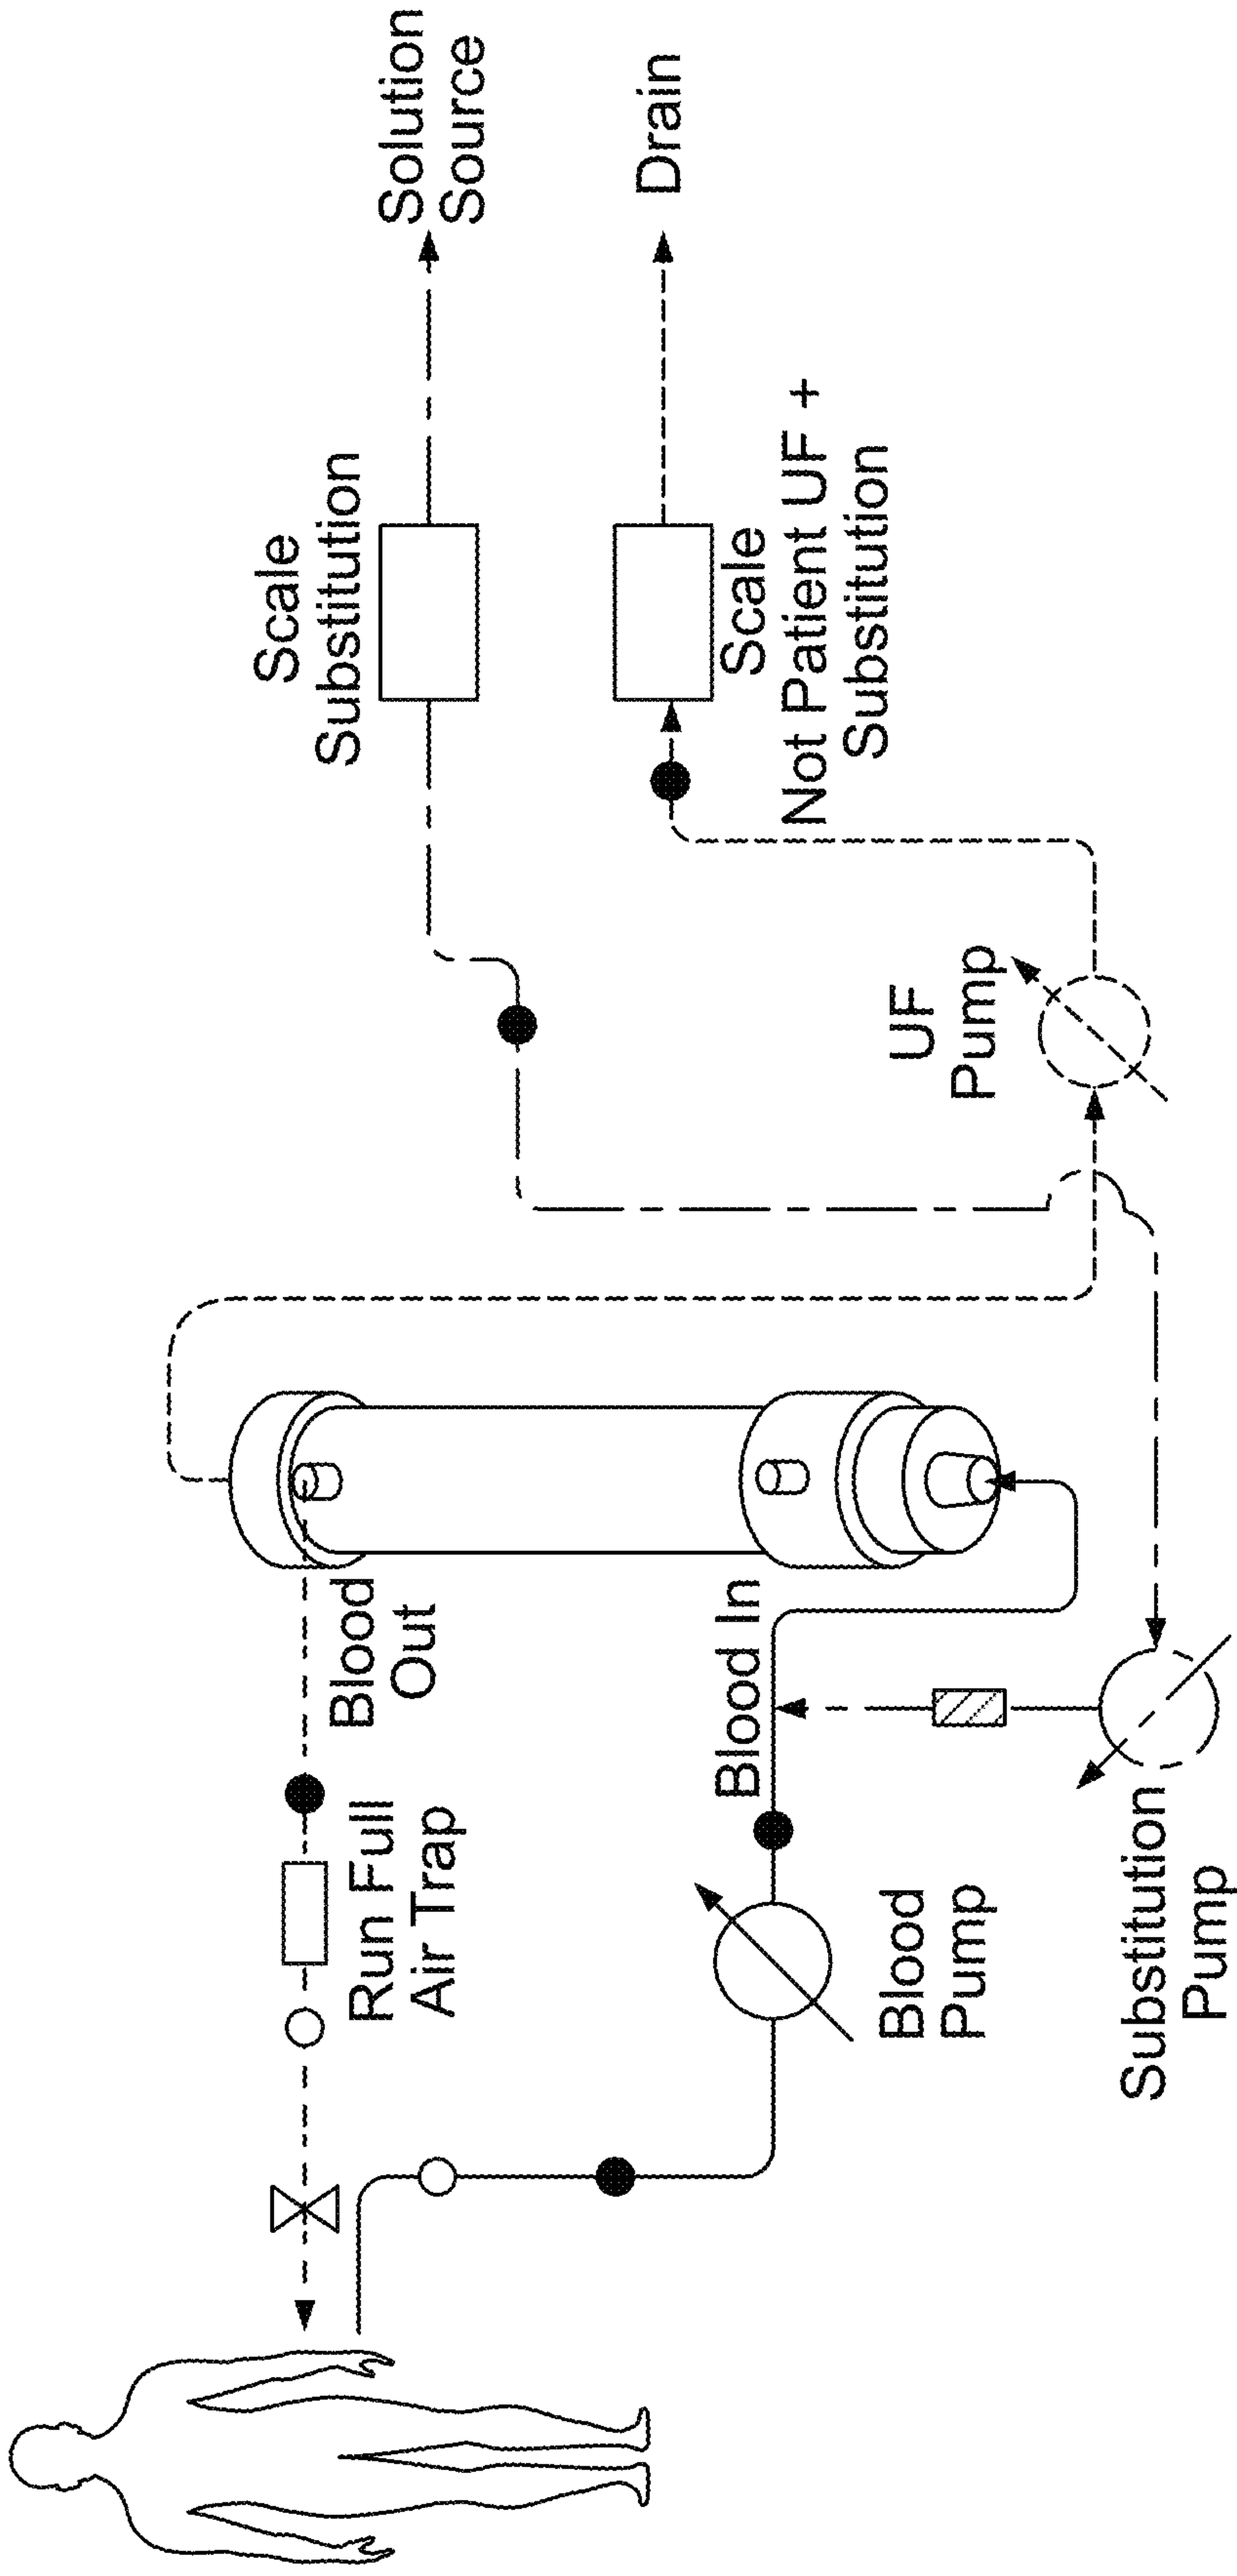 Solution
Source
Drain
Scale
Substitution
Scale
Not Patient UF +
Substitution
UF
Pump
Blood
Out
Blood In
Run Full
Air Trap
Blood
Pump
Substitution
Pump